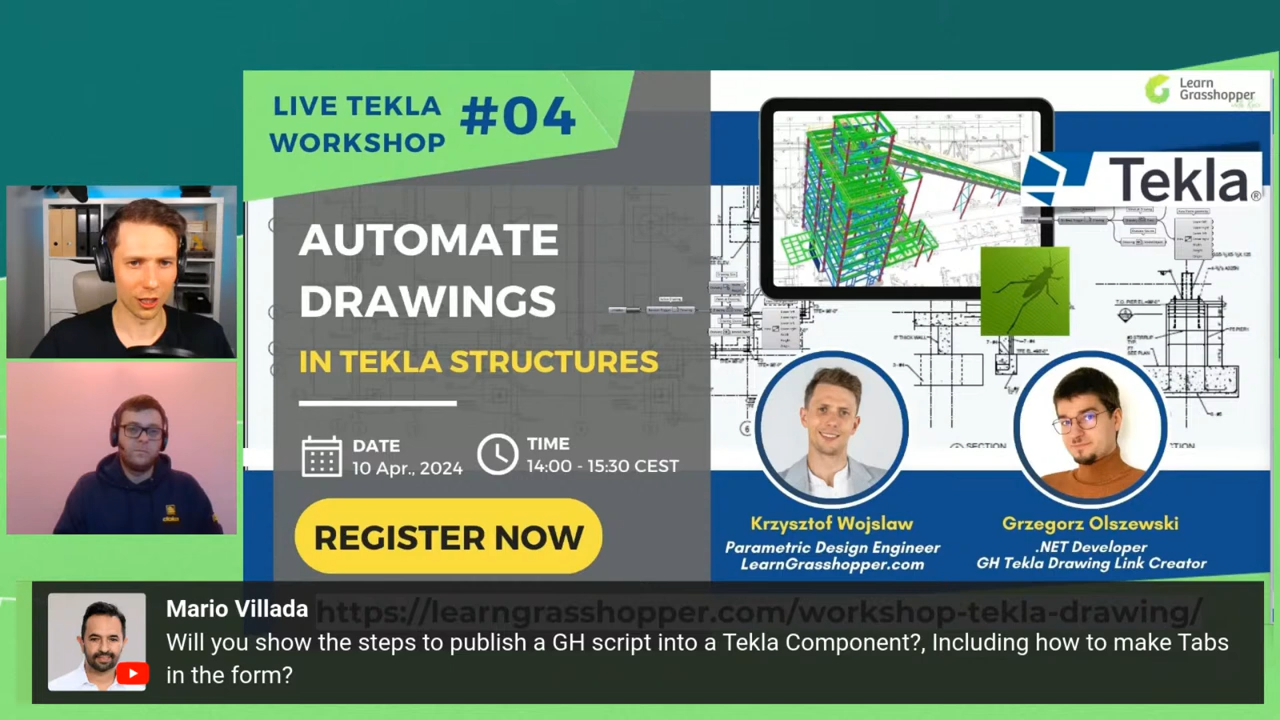 LIVE TEKLA
WORKSHOP
#04
Learn
Grasshopper
Tekla®
AUTOMATE
DRAWINGS
IN TEKLA STRUCTURES
DATE
10 Apr., 2024
TIME
14:00 - 15:30 CEST
REGISTER NOW
Krzysztof Wojslaw
Parametric Design Engineer
LearnGrasshopper.com
Grzegorz Olszewski
.NET Developer
GH Tekla Drawing Link Creator
https://learngrasshopper.com/workshop-tekla-drawing/
Mario Villada
Will you show the steps to publish a GH script into a Tekla Component?, Including how to make Tabs
in the form?